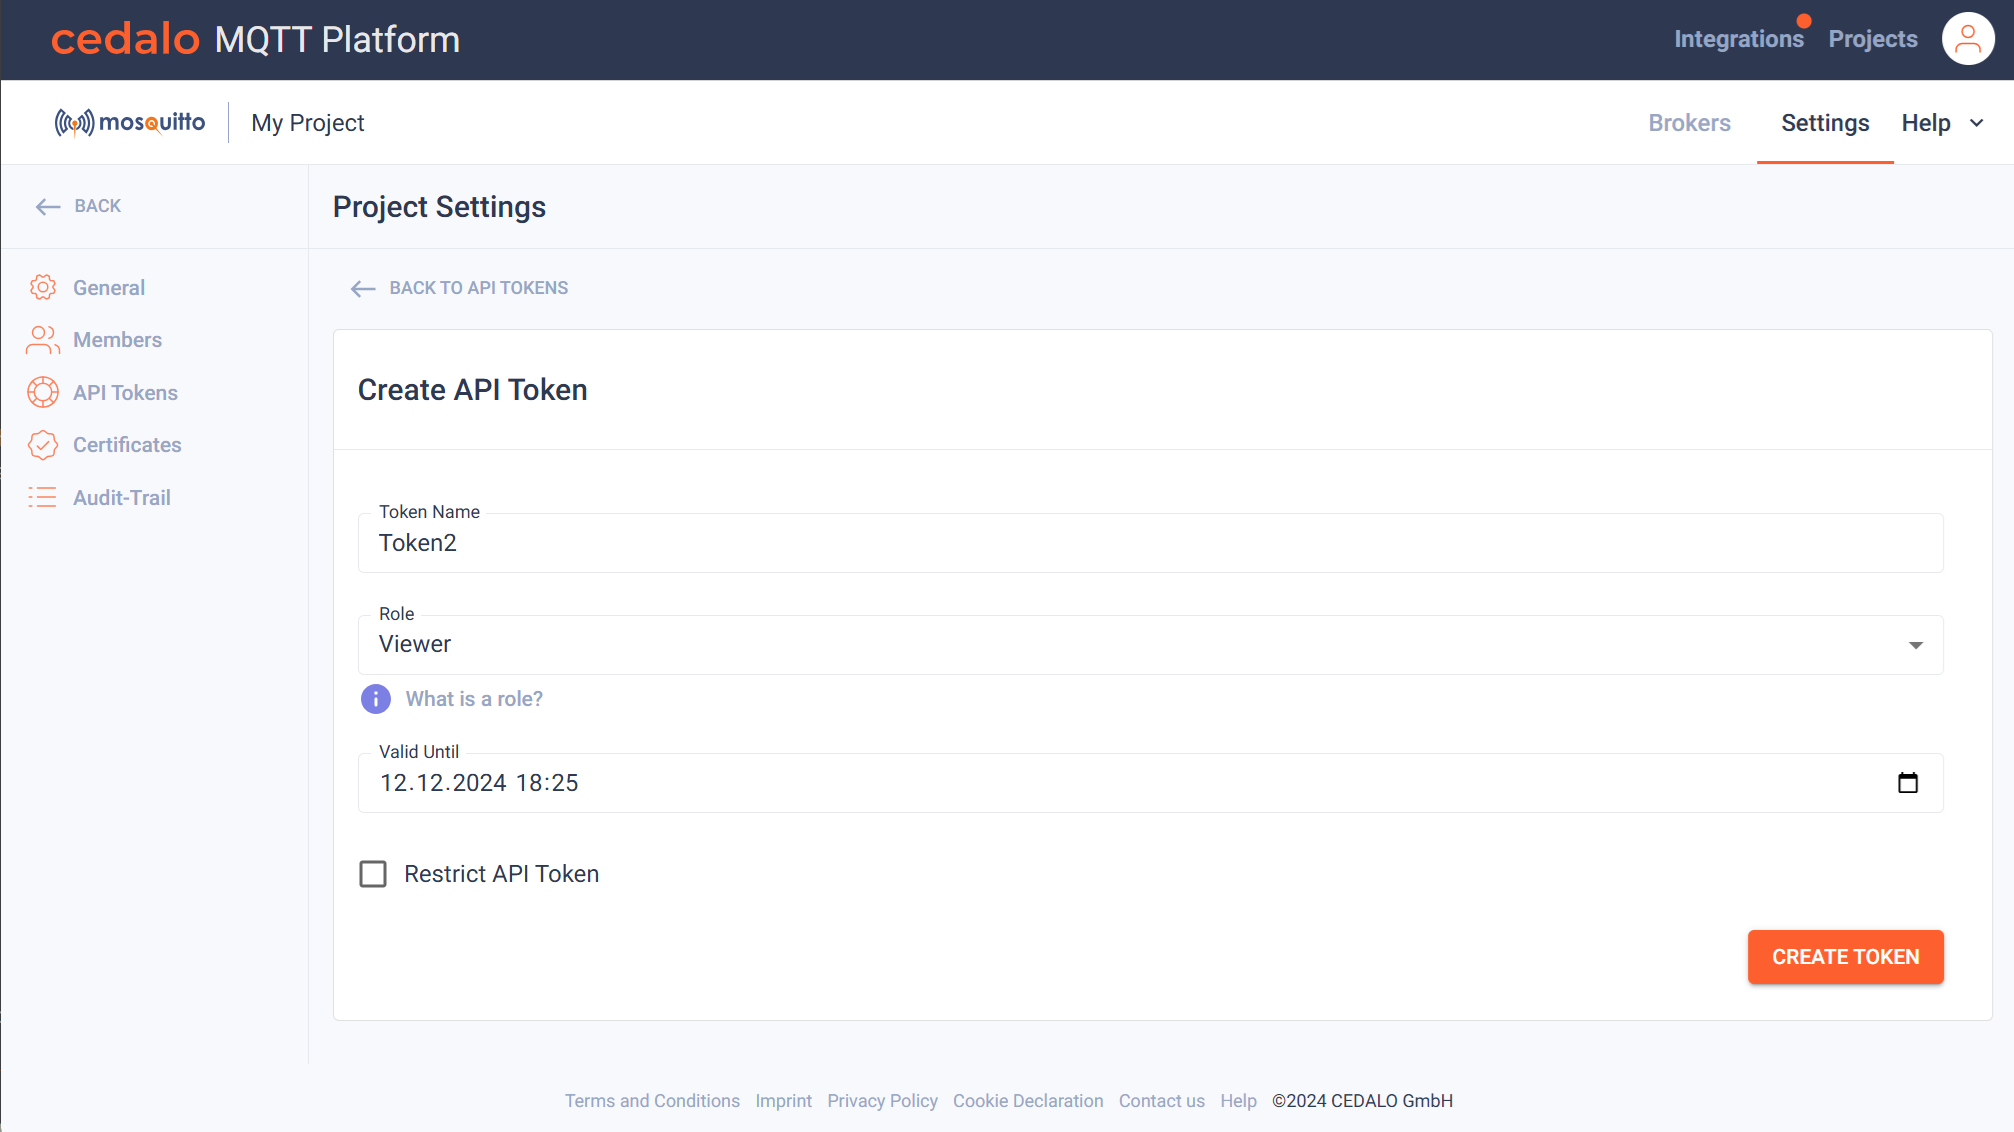 cedalo MQTT Platform
Integrations Projects
mosquitto My Project
Brokers Settings Help
BACK
Project Settings
General
Members
API Tokens
Certificates
Audit-Trail
BACK TO API TOKENS
Create API Token
Token Name
Token2
Role
Viewer
What is a role?
Valid Until
12.12.2024 18:25
Restrict API Token
CREATE TOKEN
Terms and Conditions Imprint Privacy Policy Cookie Declaration Contact us Help ©2024 CEDALO GmbH